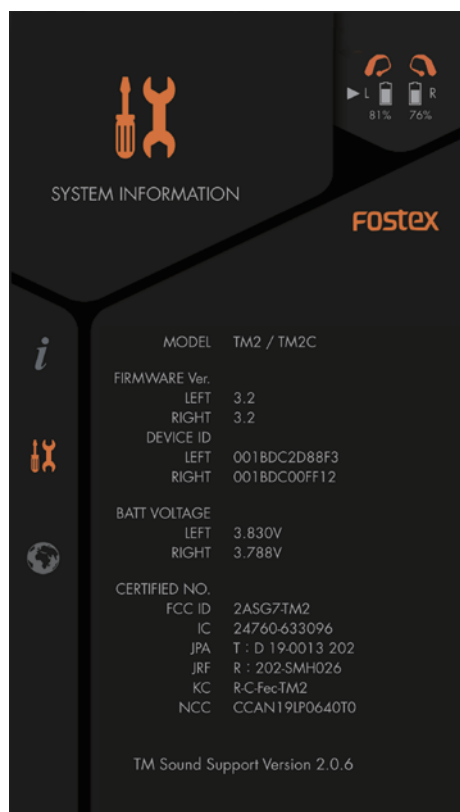 L R
81% 76%
SYSTEM INFORMATION
FOSTEX
i
MODEL TM2 / TM2C
FIRMWARE Ver.
LEFT 3.2
RIGHT 3.2
DEVICE ID
LEFT 001BDC2D88F3
RIGHT 001BDC00FF12
BATT VOLTAGE
LEFT 3.830V
RIGHT 3.788V
CERTIFIED NO.
FCC ID 2ASG7-TM2
IC 24760-633096
JPA T : D 19-0013 202
JRF R : 202-SMH026
KC R-C-Fec-TM2
NCC CCAN19LP0640T0
TM Sound Support Version 2.0.6